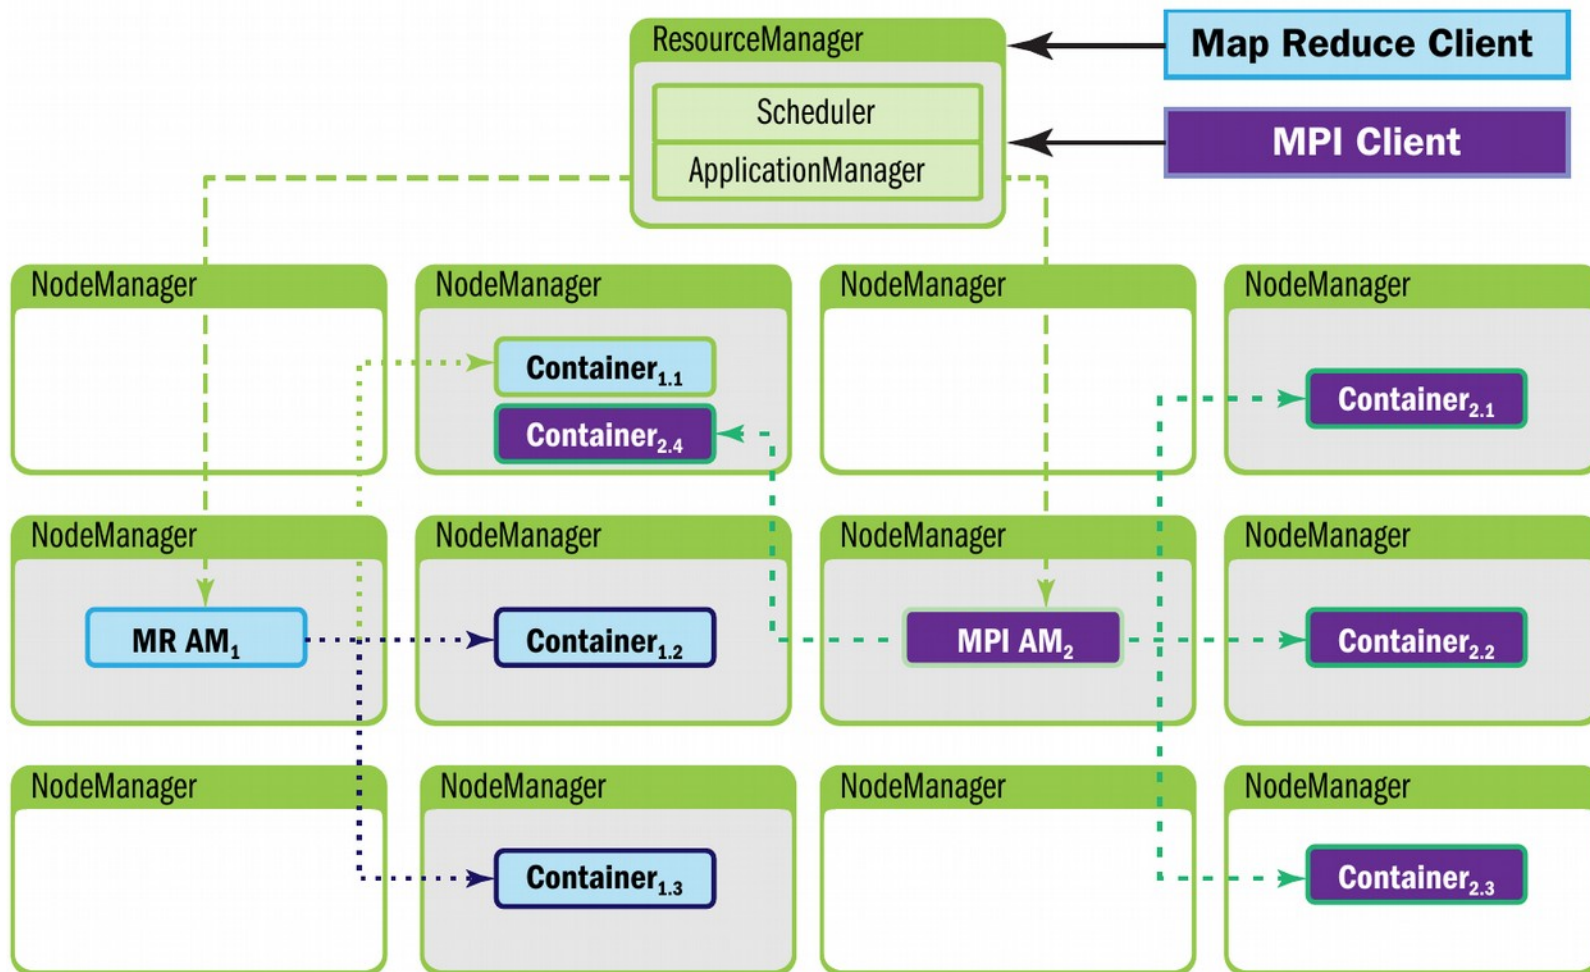 ResourceManager
Map Reduce Client
Scheduler
MPI Client
ApplicationManager
NodeManager
NodeManager
NodeManager
NodeManager
Container1.1
Container2.4
Container2.1
NodeManager
NodeManager
NodeManager
NodeManager
MR AM1
Container1.2
MPI AM2
Container2.2
NodeManager
NodeManager
NodeManager
NodeManager
Container1.3
Container2.3